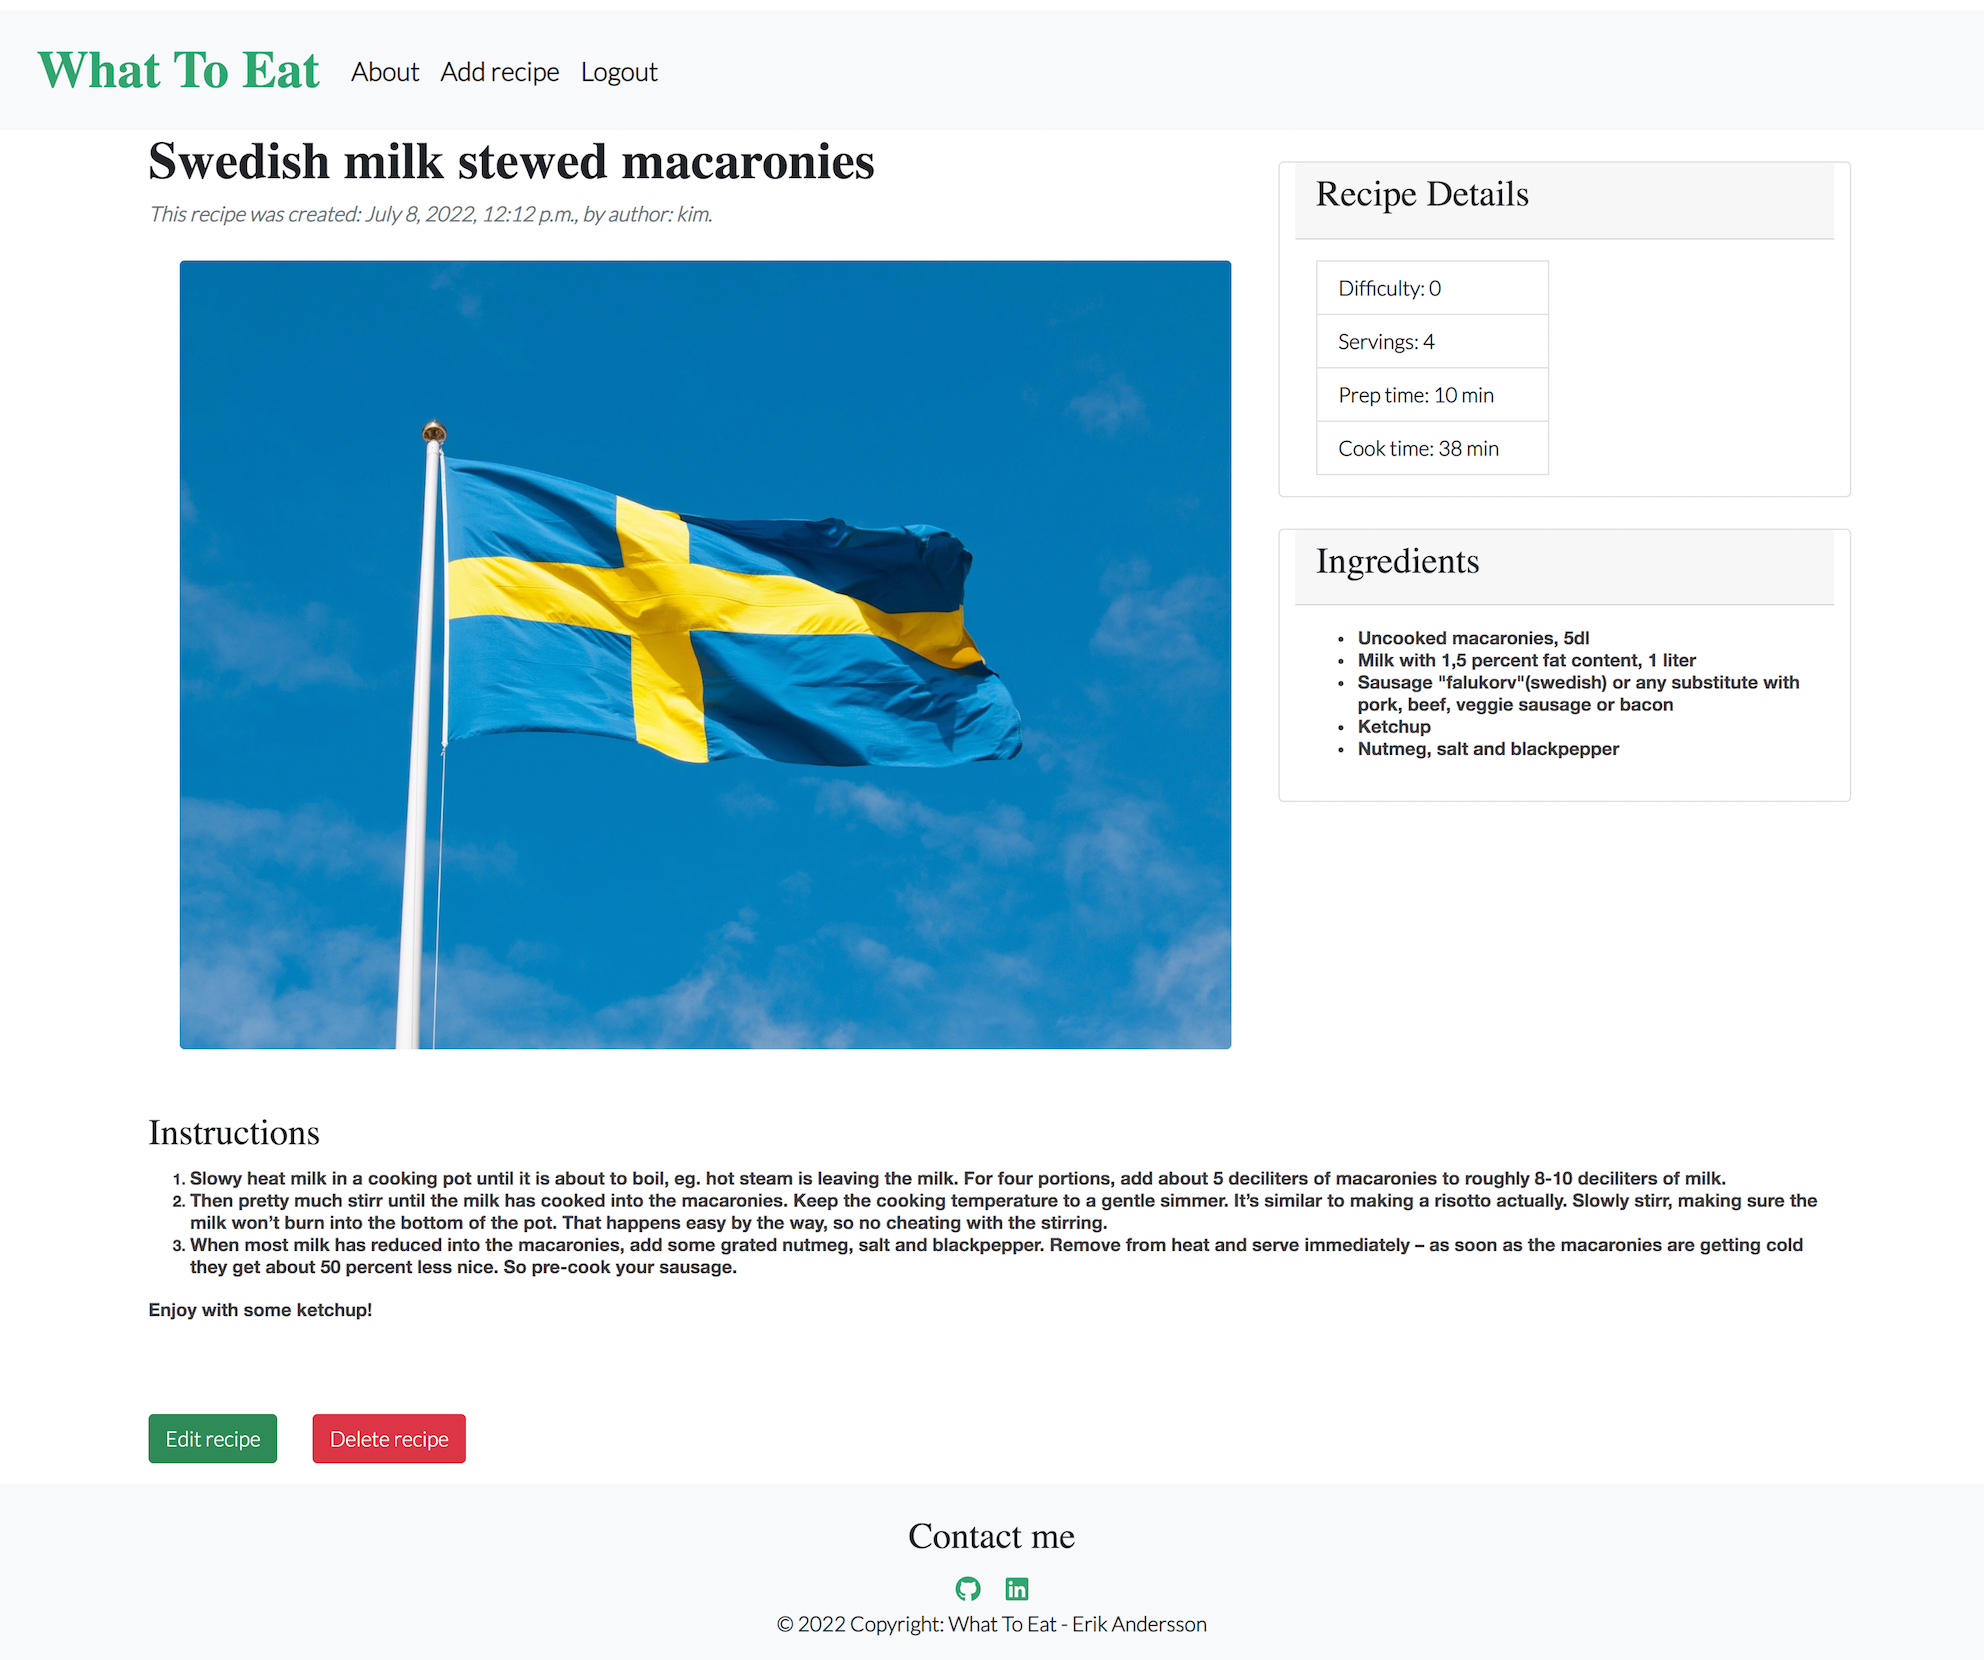 What To Eat About Add recipe Logout
Swedish milk stewed macaronies
This recipe was created: July 8, 2022, 12:12 p.m., by author: kim.
Recipe Details
Difficulty: 0
Servings: 4
Prep time: 10 min
Cook time: 38 min
Ingredients
• Uncooked macaronies, 5dl
• Milk with 1,5 percent fat content, 1 liter
• Sausage "falukorv"(swedish) or any substitute with
pork, beef, veggie sausage or bacon
• Ketchup
• Nutmeg, salt and blackpepper
Instructions
1. Slowy heat milk in a cooking pot until it is about to boil, eg. hot steam is leaving the milk. For four portions, add about 5 deciliters of macaronies to roughly 8-10 deciliters of milk.
2. Then pretty much stirr until the milk has cooked into the macaronies. Keep the cooking temperature to a gentle simmer. It’s similar to making a risotto actually. Slowly stirr, making sure the
milk won’t burn into the bottom of the pot. That happens easy by the way, so no cheating with the stirring.
3. When most milk has reduced into the macaronies, add some grated nutmeg, salt and blackpepper. Remove from heat and serve immediately – as soon as the macaronies are getting cold
they get about 50 percent less nice. So pre-cook your sausage.
Enjoy with some ketchup!
Edit recipe Delete recipe
Contact me
© 2022 Copyright: What To Eat - Erik Andersson